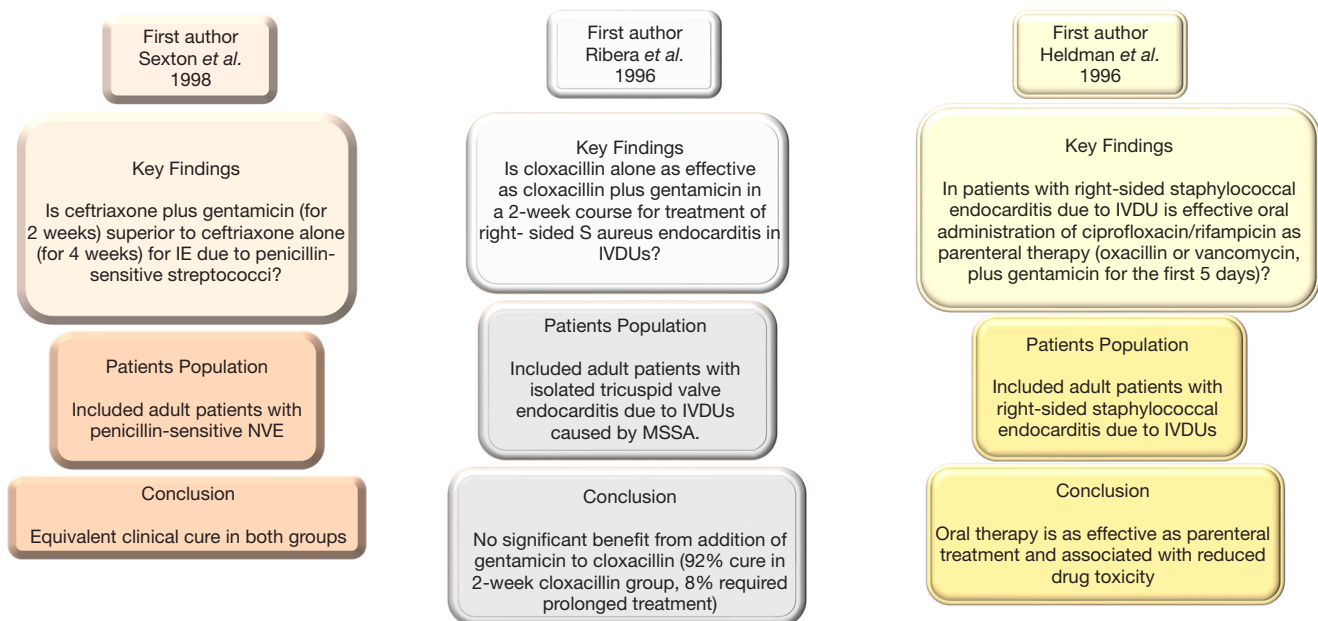 First author
Sexton et al.
1998
Key Findings
Is ceftriaxone plus gentamicin (for
2 weeks) superior to ceftriaxone alone
(for 4 weeks) for IE due to penicillin-
sensitive streptococci?
Patients Population
Included adult patients with
penicillin-sensitive NVE
Conclusion
Equivalent clinical cure in both groups
First author
Ribera et al.
1996
Key Findings
Is cloxacillin alone as effective
as cloxacillin plus gentamicin in
a 2-week course for treatment of
right- sided S aureus endocarditis in
IVDUs?
Patients Population
Included adult patients with
isolated tricuspid valve
endocarditis due to IVDUs
caused by MSSA.
Conclusion
No significant benefit from addition of
gentamicin to cloxacillin (92% cure in
2-week cloxacillin group, 8% required
prolonged treatment)
First author
Heldman et al.
1996
Key Findings
In patients with right-sided staphylococcal
endocarditis due to IVDU is effective oral
administration of ciprofloxacin/rifampicin as
parenteral therapy (oxacillin or vancomycin,
plus gentamicin for the first 5 days)?
Patients Population
Included adult patients with
right-sided staphylococcal
endocarditis due to IVDUs
Conclusion
Oral therapy is as effective as parenteral
treatment and associated with reduced
drug toxicity